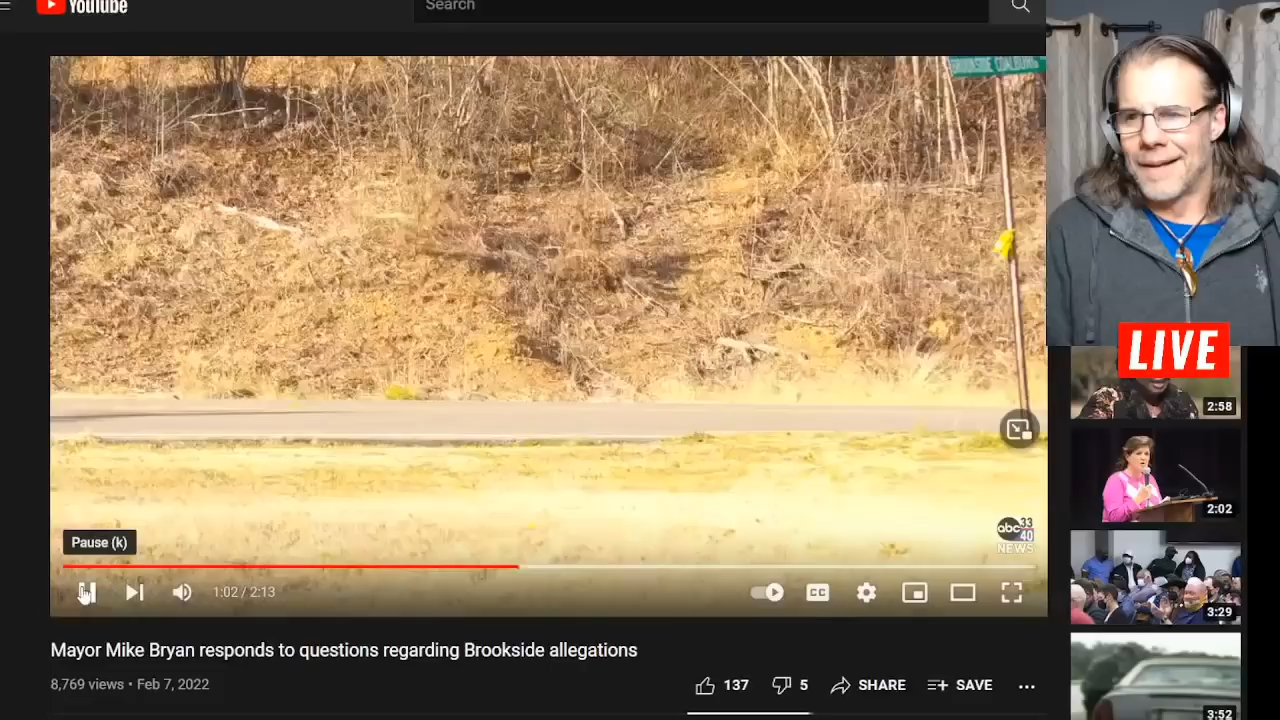 YouTube
Search
abc 33 40
NEWS
LIVE
2:58
2:02
3:29
3:52
Pause (k)
1:02 / 2:13
CC
Mayor Mike Bryan responds to questions regarding Brookside allegations
8,769 views • Feb 7, 2022
137
5
SHARE
SAVE